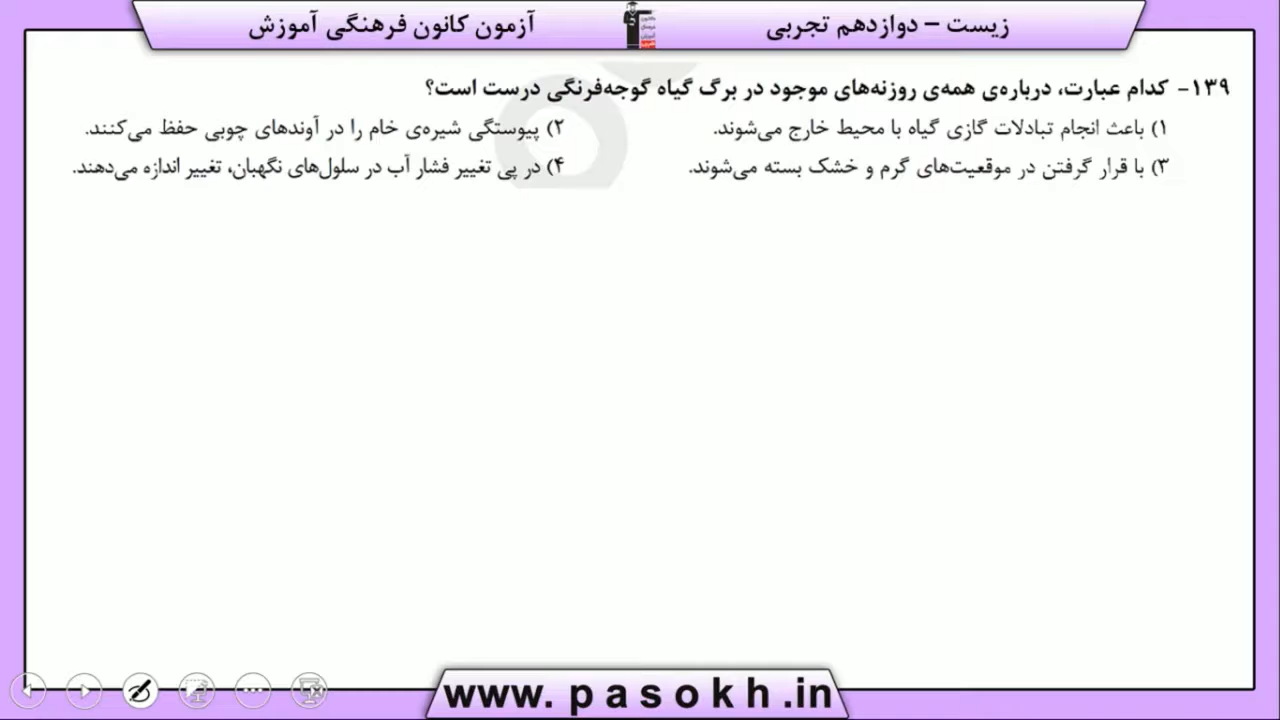 زیست – دوازدهم تجربی
آزمون کانون فرهنگی آموزش
۱۳۹- کدام عبارت، درباره‌ی همه‌ی روزنه‌های موجود در برگ گیاه گوجه‌فرنگی درست است؟
۱) باعث انجام تبادلات گازی گیاه با محیط خارج می‌شوند.
۲) پیوستگی شیره‌ی خام را در آوندهای چوبی حفظ می‌کنند.
۳) با قرار گرفتن در موقعیت‌های گرم و خشک بسته می‌شوند.
۴) در پی تغییر فشار آب در سلول‌های نگهبان، تغییر اندازه می‌دهند.
www. p a s o k h .in